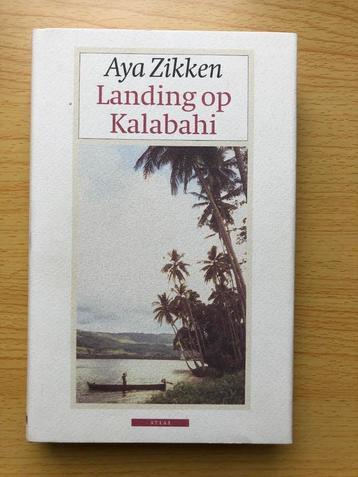 Aya Zikken
Landing op
Kalabahi
ATLAS